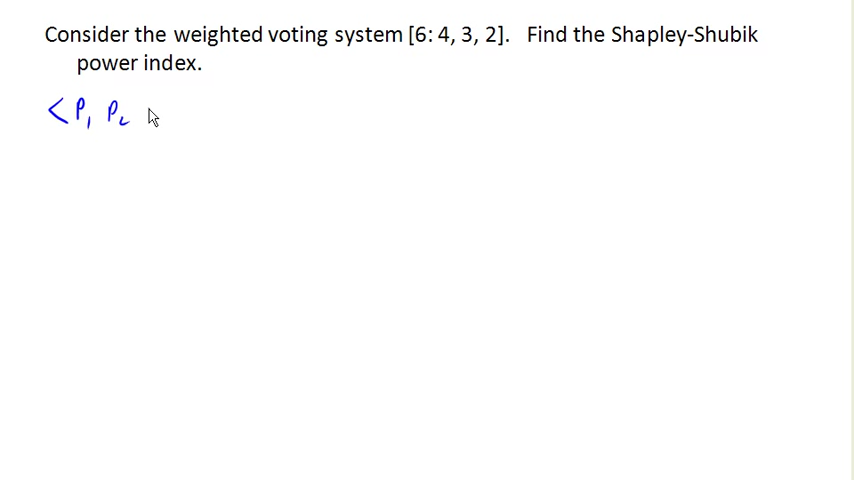 Consider the weighted voting system [6: 4, 3, 2]. Find the Shapley-Shubik
power index.
< P₁ P₂